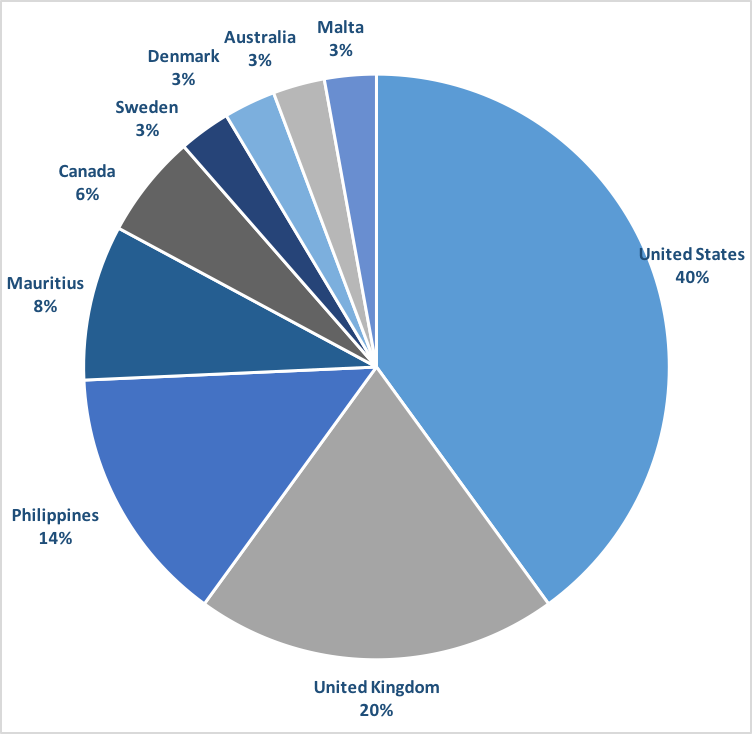 Malta
3%
Australia
3%
Denmark
3%
Sweden
3%
Canada
6%
Mauritius
8%
United States
40%
Philippines
14%
United Kingdom
20%